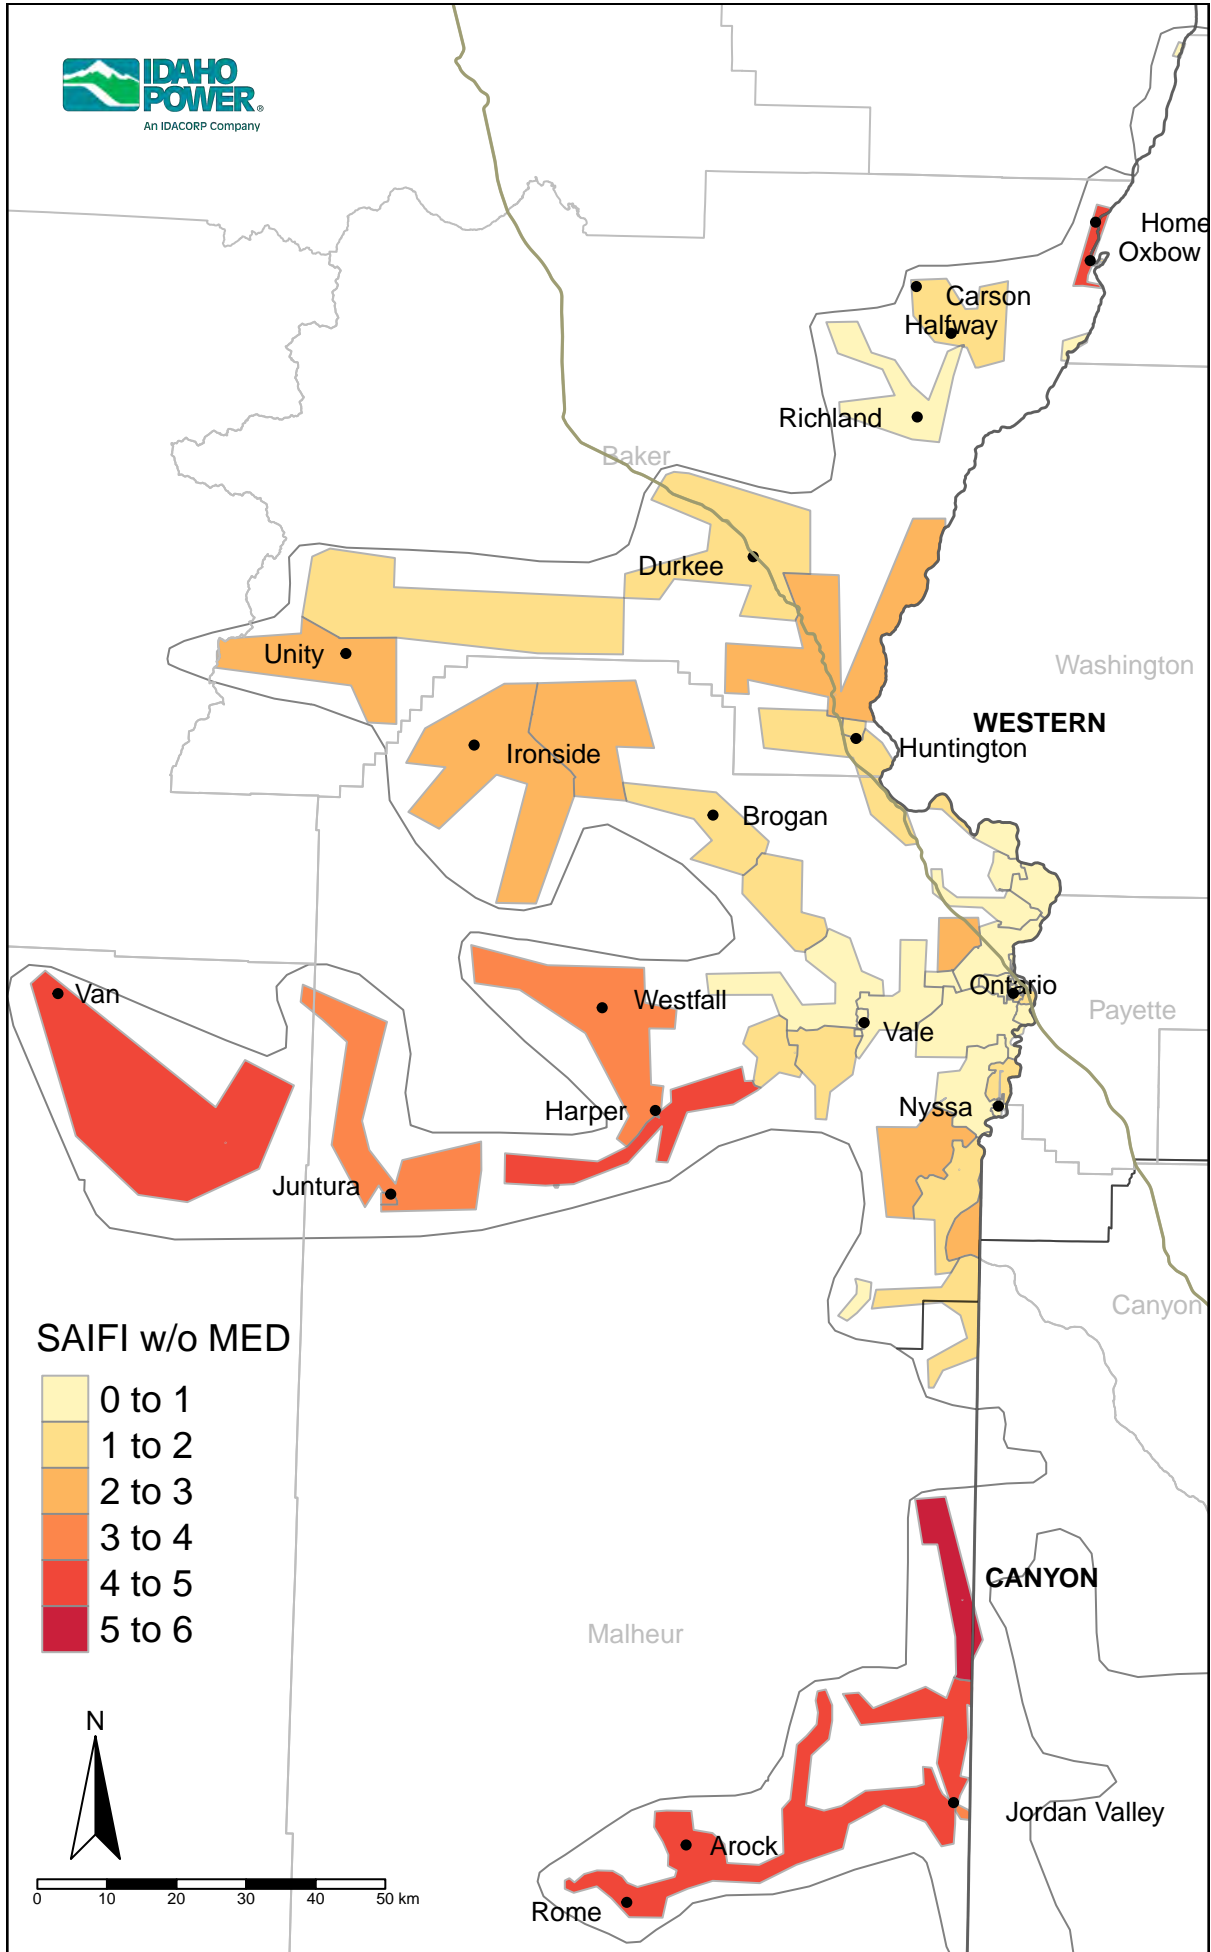 IDAHO
POWER®
An IDACORP Company
Home
Oxbow
Carson
Halfway
Richland
Baker
Durkee
Unity
Washington
WESTERN
Huntington
Ironside
Brogan
Van
Westfall
Ontario
Payette
Vale
Harper
Nyssa
Juntura
Canyon
SAIFI w/o MED
0 to 1
1 to 2
2 to 3
3 to 4
4 to 5
5 to 6
CANYON
Malheur
N
Jordan Valley
Arock
Rome
0 10 20 30 40 50 km